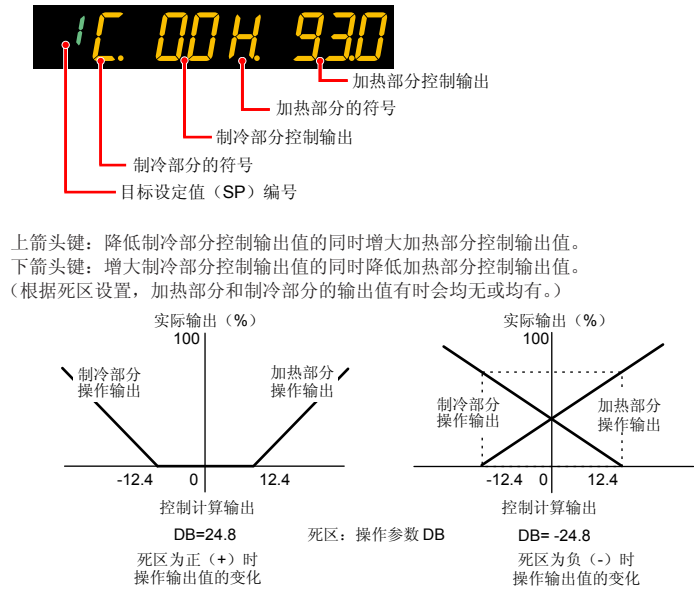 1 C. 0.0 H. 93.0
加热部分控制输出
加热部分的符号
制冷部分控制输出
制冷部分的符号
目标设定值（SP）编号
上箭头键：降低制冷部分控制输出值的同时增大加热部分控制输出值。
下箭头键：增大制冷部分控制输出值的同时降低加热部分控制输出值。
（根据死区设置，加热部分和制冷部分的输出值有时会均无或均有。）
实际输出（%）
100
制冷部分
操作输出
加热部分
操作输出
-12.4 0 12.4
控制计算输出
DB=24.8
死区为正（+）时
操作输出值的变化
死区：操作参数 DB
实际输出（%）
100
制冷部分
操作输出
加热部分
操作输出
-12.4 0 12.4
控制计算输出
DB= -24.8
死区为负（-）时
操作输出值的变化